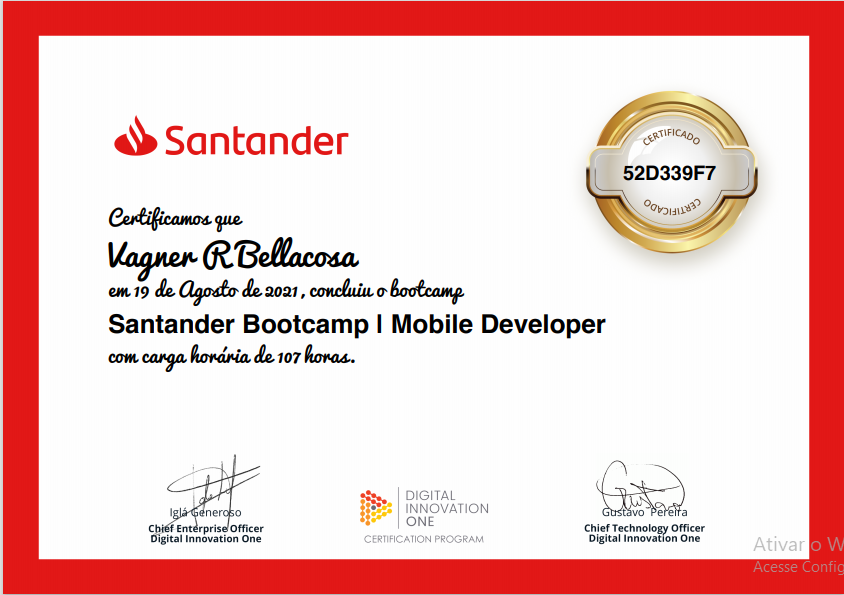 Santander
CERTIFICADO
52D339F7
CERTIFICADO
Certificamos que
Vagner R Bellacosa
em 19 de Agosto de 2021, concluiu o bootcamp
Santander Bootcamp | Mobile Developer
com carga horária de 107 horas.
Iglá Generoso
Chief Enterprise Officer
Digital Innovation One
DIGITAL
INNOVATION
ONE
CERTIFICATION PROGRAM
Gustavo Pereira
Chief Technology Officer
Digital Innovation One
Ativar o W
Acesse Config